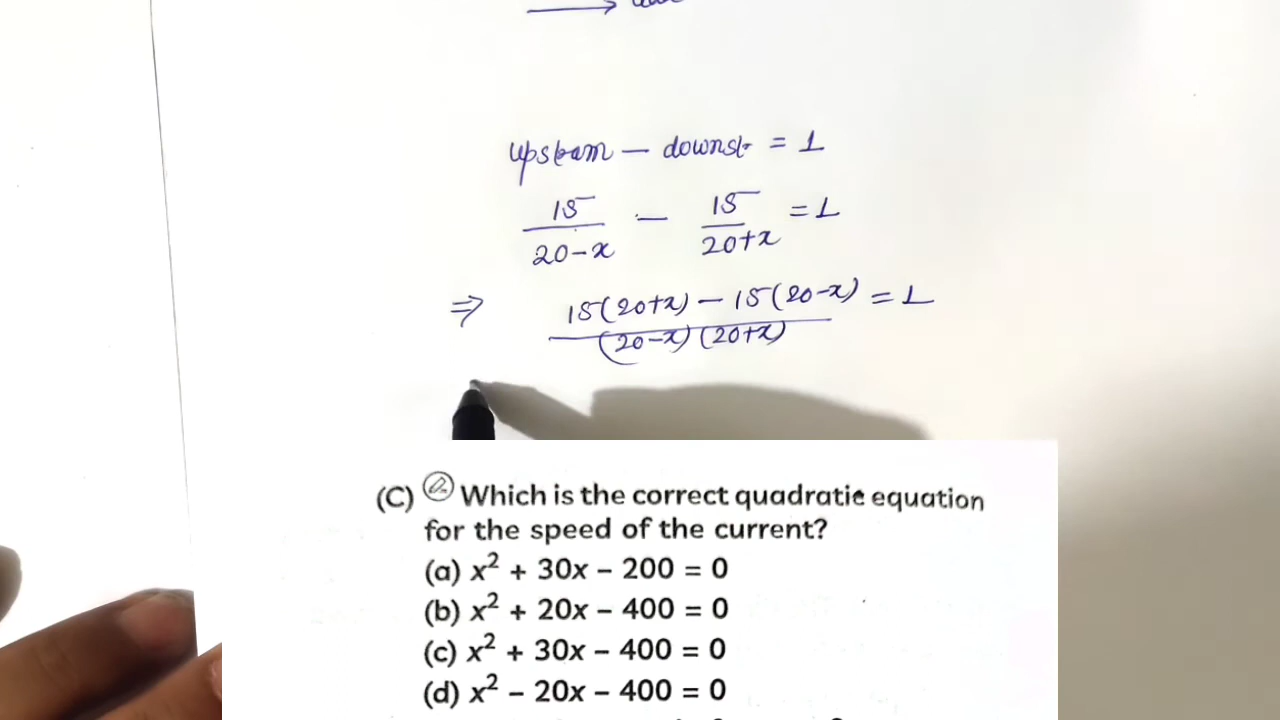 upsteam — downst. = 1
15/(20-x) — 15/(20+x) = 1
⇒ 15(20+x) — 15(20-x) / (20-x)(20+x) = 1
(C) Which is the correct quadratic equation
for the speed of the current?
(a) x² + 30x – 200 = 0
(b) x² + 20x – 400 = 0
(c) x² + 30x – 400 = 0
(d) x² – 20x – 400 = 0